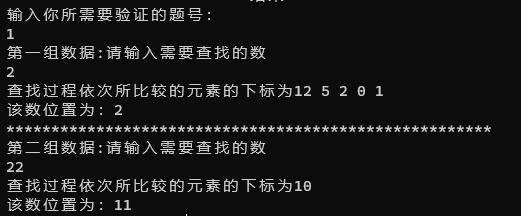 输入你所需要验证的题号:
1
第一组数据:请输入需要查找的数
2
查找过程依次所比较的元素的下标为12 5 2 0 1
该数位置为: 2
******************************************************
第二组数据:请输入需要查找的数
22
查找过程依次所比较的元素的下标为10
该数位置为: 11